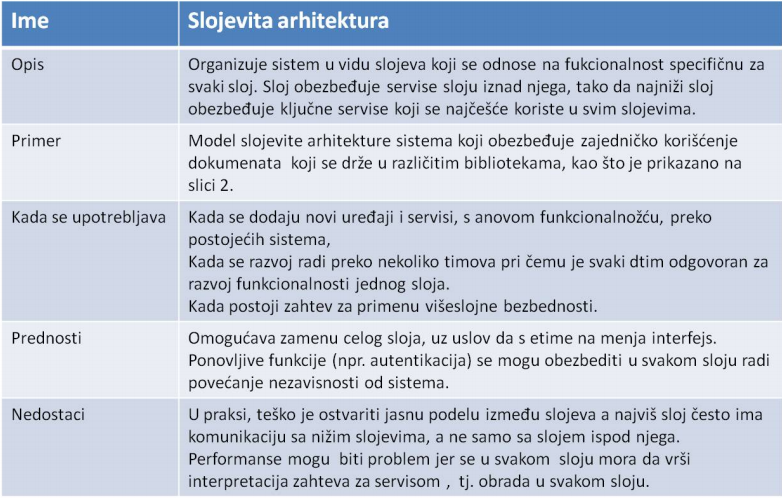 Ime Slojevita arhitektura
Opis Organizuje sistem u vidu slojeva koji se odnose na fukcionalnost specifičnu za
svaki sloj. Sloj obezbeđuje servise sloju iznad njega, tako da najniži sloj
obezbeđuje ključne servise koji se najčešće koriste u svim slojevima.
Primer Model slojevite arhitekture sistema koji obezbeđuje zajedničko korišćenje
dokumenata koji se drže u različitim bibliotekama, kao što je prikazano na
slici 2.
Kada se upotrebljava Kada se dodaju novi uređaji i servisi, s anovom funkcionalnožću, preko
postojećih sistema,
Kada se razvoj radi preko nekoliko timova pri čemu je svaki dtim odgovoran za
razvoj funkcionalnosti jednog sloja.
Kada postoji zahtev za primenu višeslojne bezbednosti.
Prednosti Omogućava zamenu celog sloja, uz uslov da s etime na menja interfejs.
Ponovljive funkcije (npr. autentikacija) se mogu obezbediti u svakom sloju radi
povećanje nezavisnosti od sistema.
Nedostaci U praksi, teško je ostvariti jasnu podelu između slojeva a najviš sloj često ima
komunikaciju sa nižim slojevima, a ne samo sa slojem ispod njega.
Performanse mogu biti problem jer se u svakom sloju mora da vrši
interpretacija zahteva za servisom , tj. obrada u svakom sloju.